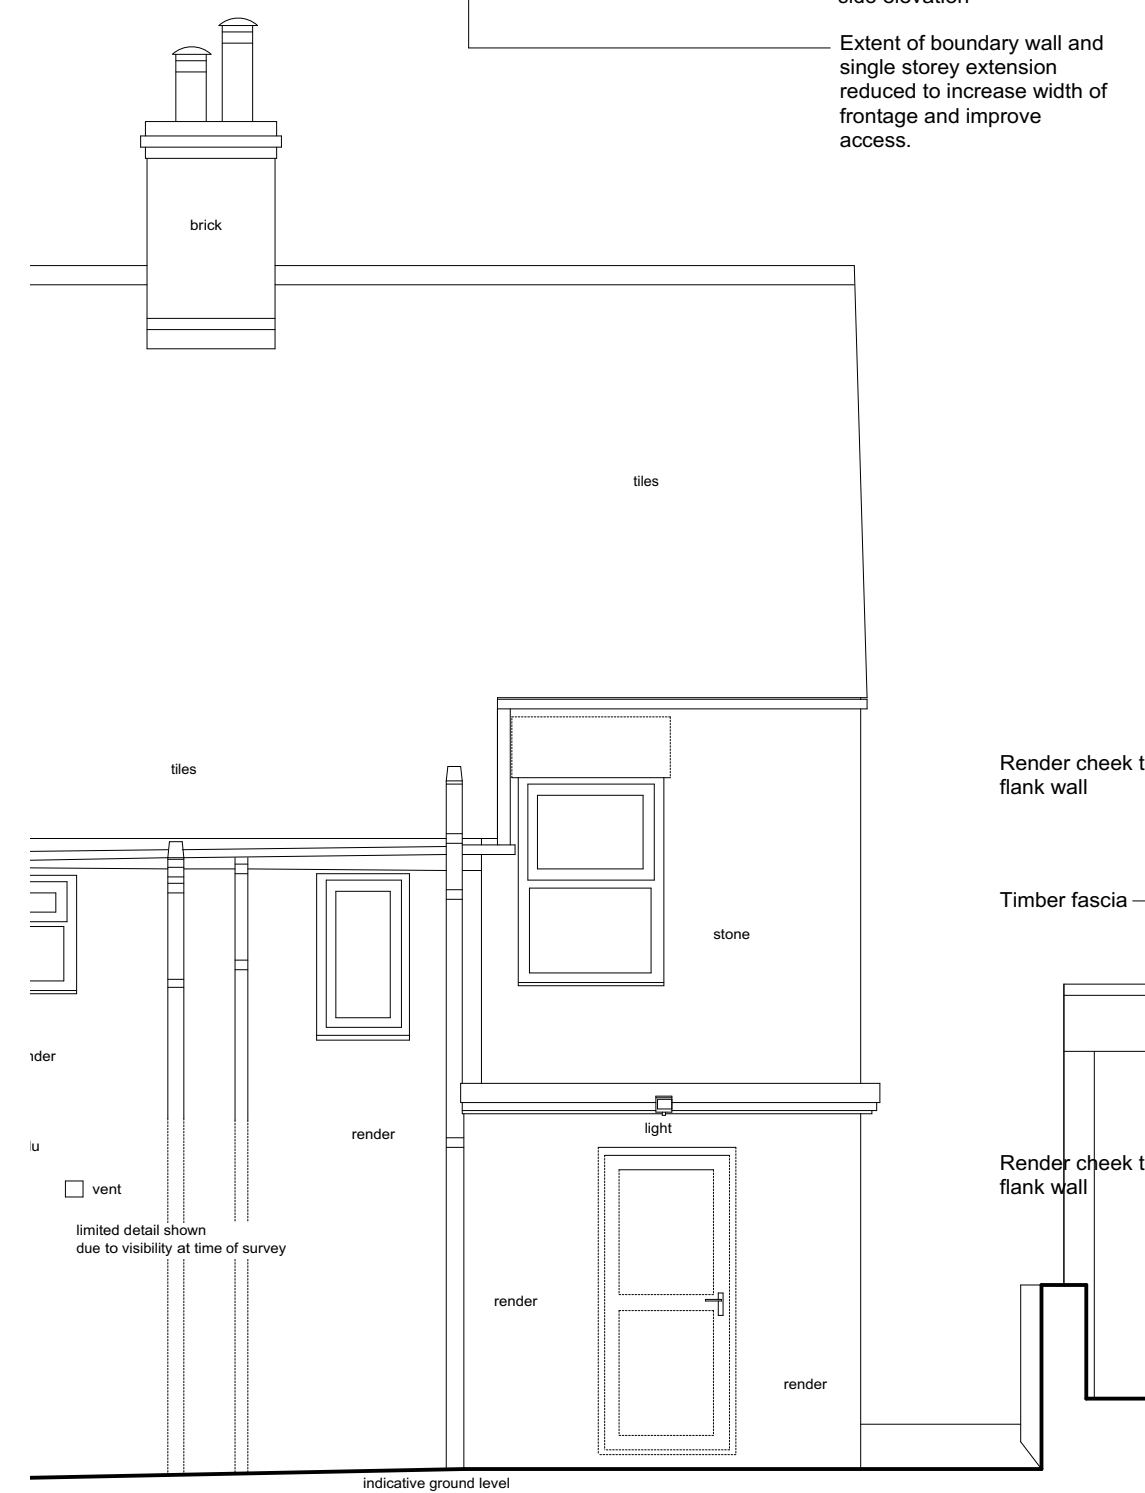 side elevation
Extent of boundary wall and
single storey extension
reduced to increase width of
frontage and improve
access.
brick
tiles
tiles
Render cheek t
flank wall
Timber fascia
stone
render
light
vent
limited detail shown
due to visibility at time of survey
Render cheek t
flank wall
render
render
indicative ground level